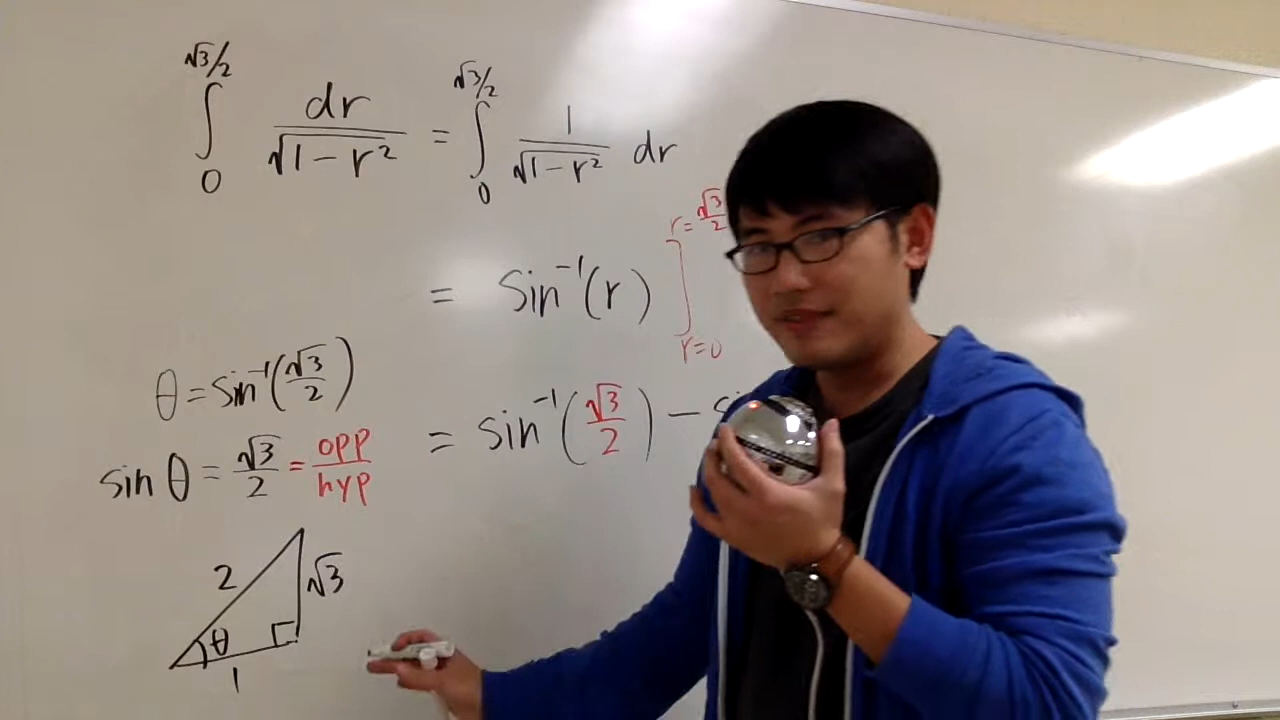 ∫₀^{√3/2} dr/√(1-r²) = ∫₀^{√3/2} 1/√(1-r²) dr
= Sin⁻¹(r) ]_{r=0}^{r=√3/2}
= sin⁻¹(√3/2) -
θ = sin⁻¹(√3/2)
sin θ = √3/2 = opp/hyp
2
√3
θ
1